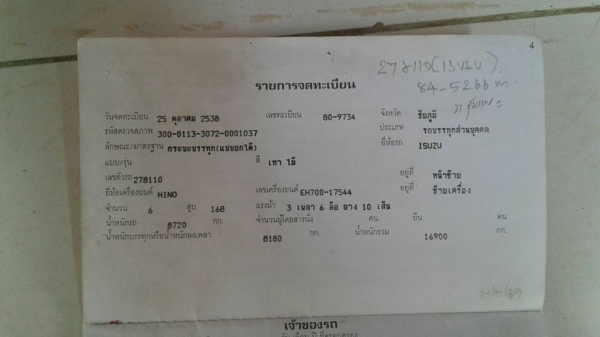 4
278110(ISUZU)
84-5266
รายการจดทะเบียน
วันจดทะเบียน 25 ตุลาคม 2538 เลขทะเบียน 80-9734 จังหวัด ชัยภูมิ
รหัสตรวจสภาพ 300-0113-3072-0001037 ประเภท รถบรรทุกส่วนบุคคล
ลักษณะ/มาตรฐาน กระบะบรรทุก(แบบยกได้) ยี่ห้อรถ ISUZU
แบบ/รุ่น สี เทา ไม้
เลขตัวรถ 278110 อยู่ที่ หน้าซ้าย
ยี่ห้อเครื่องยนต์ HINO เลขเครื่องยนต์ EH700-17544 อยู่ที่ ซ้ายเครื่อง
จำนวน 6 สูบ 168 แรงม้า 3 เพลา 6 ล้อ ยาง 10 เส้น
น้ำหนักรถ 8720 กก. จำนวนผู้โดยสารนั่ง คน ยืน คน
น้ำหนักบรรทุกหรือน้ำหนักลงเพลา 8180 กก. น้ำหนักรวม 16900 กก.
เจ้าของรถ